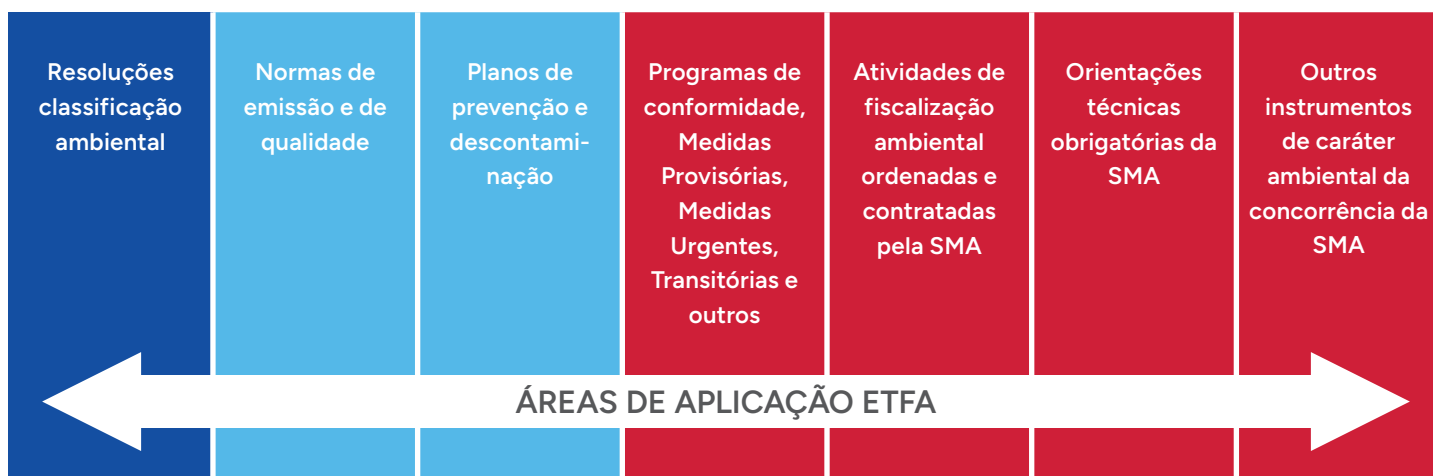 Resoluções
classificação
ambiental
Normas de
emissão e de
qualidade
Planos de
prevenção e
descontami-
nação
Programas de
conformidade,
Medidas
Provisórias,
Medidas
Urgentes,
Transitórias e
outros
Atividades de
fiscalização
ambiental
ordenadas e
contratadas
pela SMA
Orientações
técnicas
obrigatórias da
SMA
Outros
instrumentos
de caráter
ambiental da
concorrência da
SMA
ÁREAS DE APLICAÇÃO ETFA